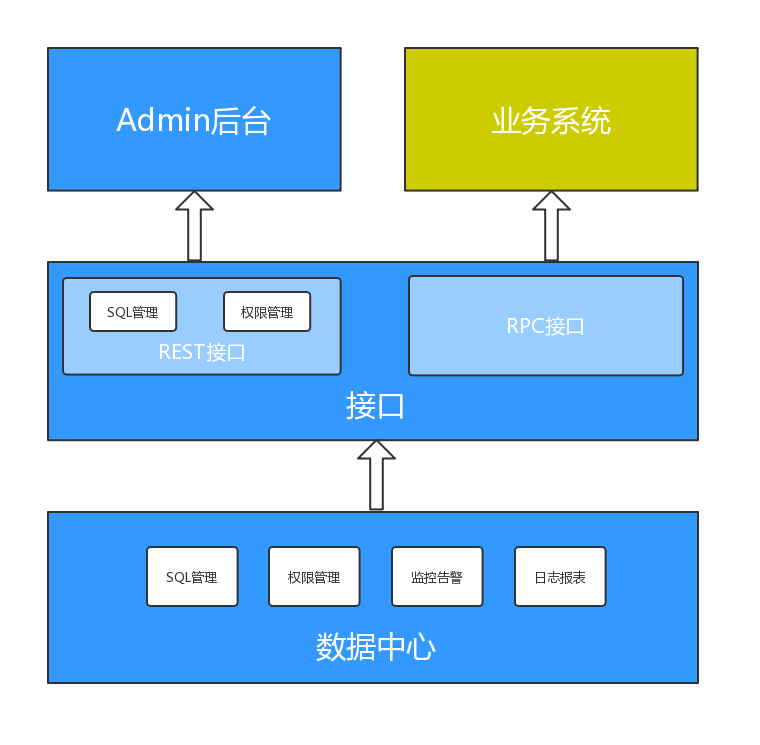 Admin后台
业务系统
SQL管理
权限管理
REST接口
RPC接口
接口
SQL管理
权限管理
监控告警
日志报表
数据中心